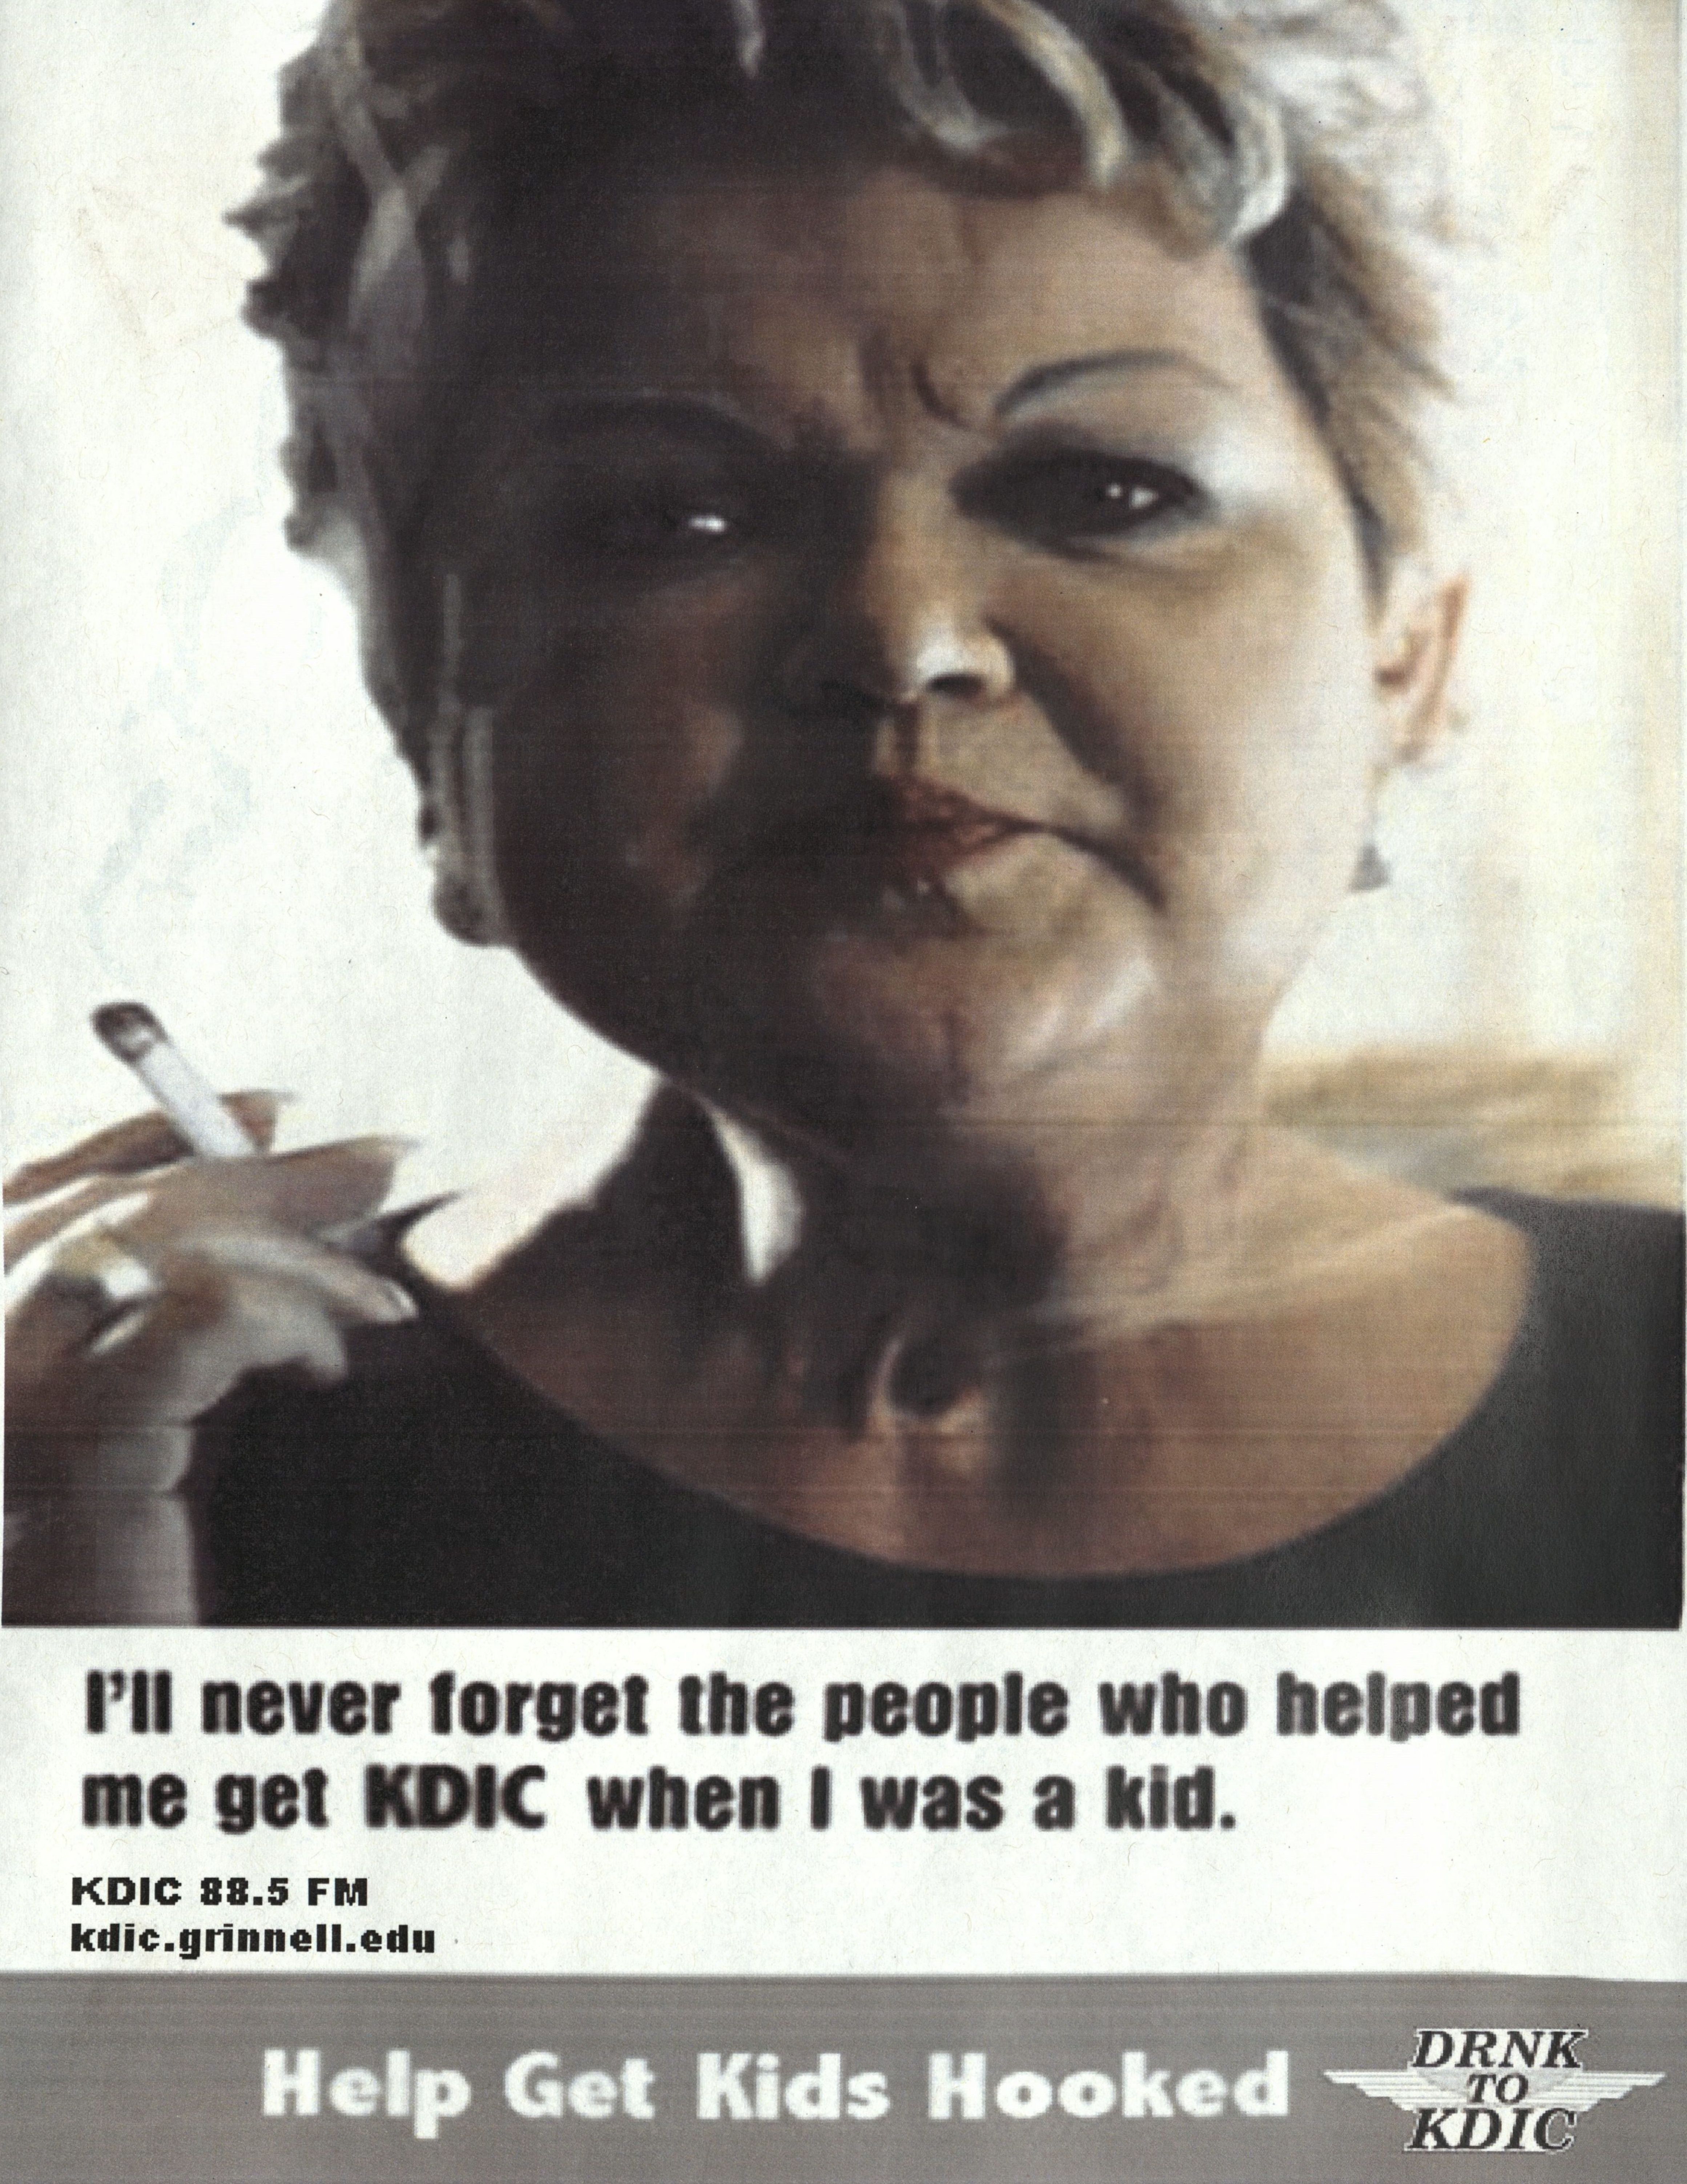 I'll never forget the people who helped
me get KDIC when I was a kid.
KDIC 88.5 FM
kdic.grinnell.edu
Help Get Kids Hooked
DRNK
TO
KDIC